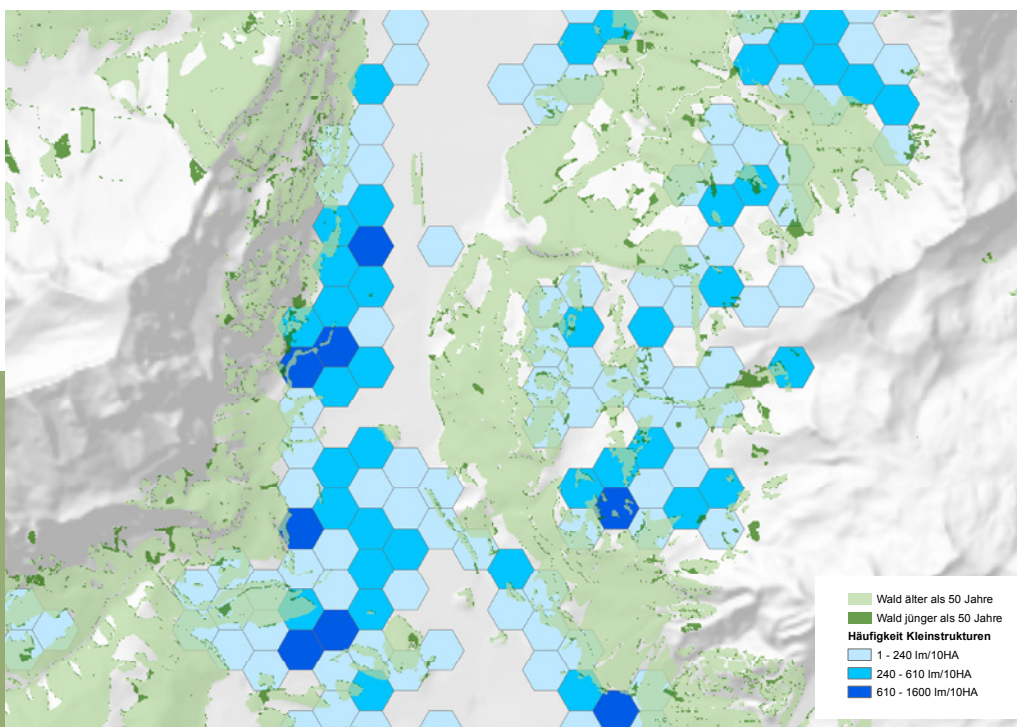 Wald älter als 50 Jahre
Wald jünger als 50 Jahre
Häufigkeit Kleinstrukturen
1 - 240 lm/10HA
240 - 610 lm/10HA
610 - 1600 lm/10HA